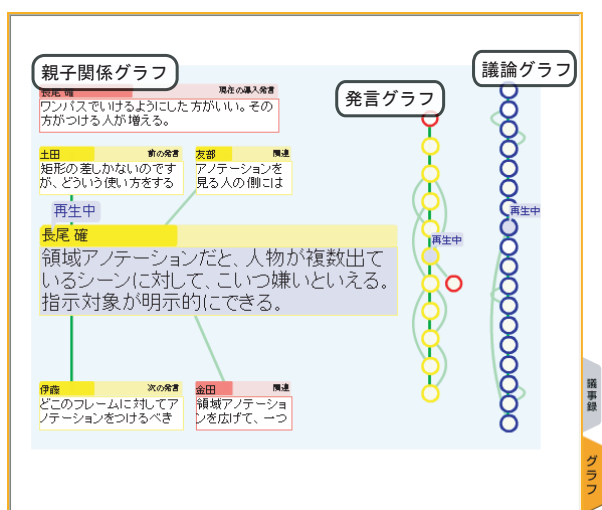 親子関係グラフ
発言グラフ
議論グラフ
長尾 確
現在の導入発言
ワンパスでいけるようにした方がいい。その
方がつける人が増える。
土田
前の発言
矩形の差しかないのです
が、どういう使い方をする
友部
関連
アノテーションを
見る人の側には
再生中
長尾 確
領域アノテーションだと、人物が複数出て
いるシーンに対して、こいつ嫌いといえる。
指示対象が明示的にできる。
伊藤
次の発言
どこのフレームに対してア
ノテーションをつけるべき
金田
関連
領域アノテーショ
ンを広げて、一つ
再生中
再生中
議事録
グラフ